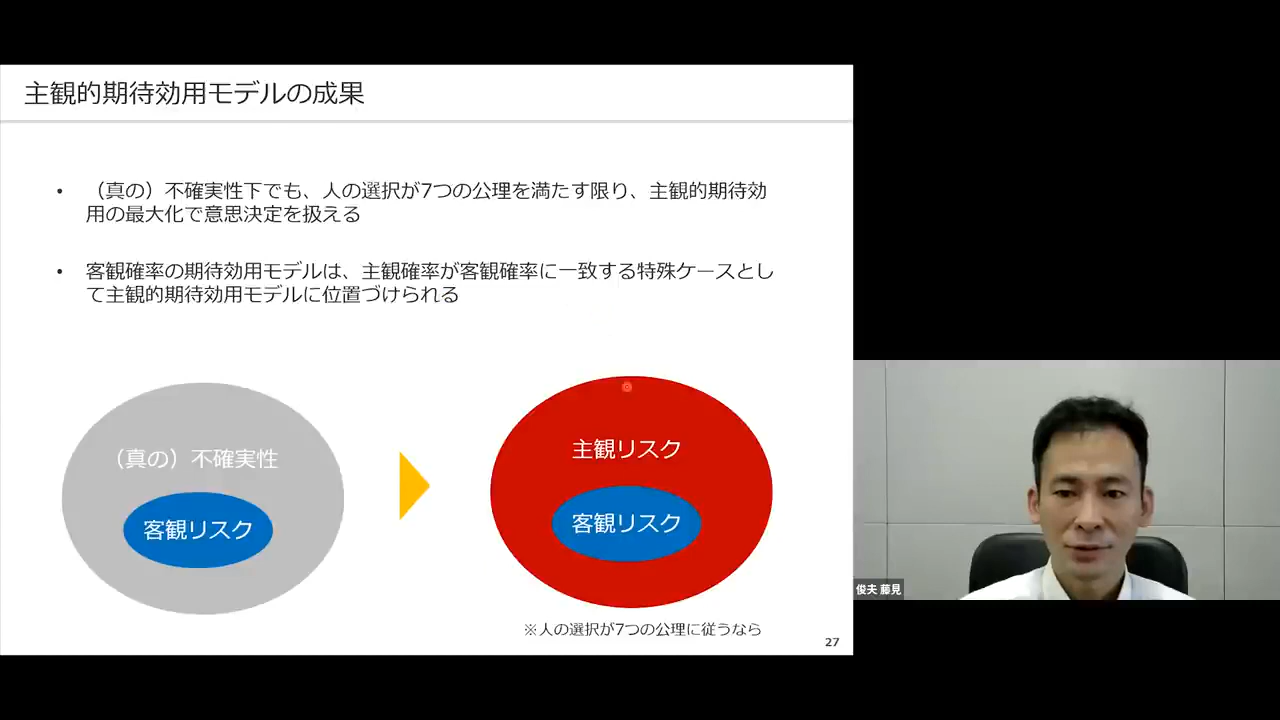 主観的期待効用モデルの成果
• （真の）不確実性下でも、人の選択が7つの公理を満たす限り、主観的期待効
用の最大化で意思決定を扱える
• 客観確率の期待効用モデルは、主観確率が客観確率に一致する特殊ケースとし
て主観的期待効用モデルに位置づけられる
（真の）不確実性
客観リスク
主観リスク
客観リスク
※人の選択が7つの公理に従うなら
27
俊夫 藤見